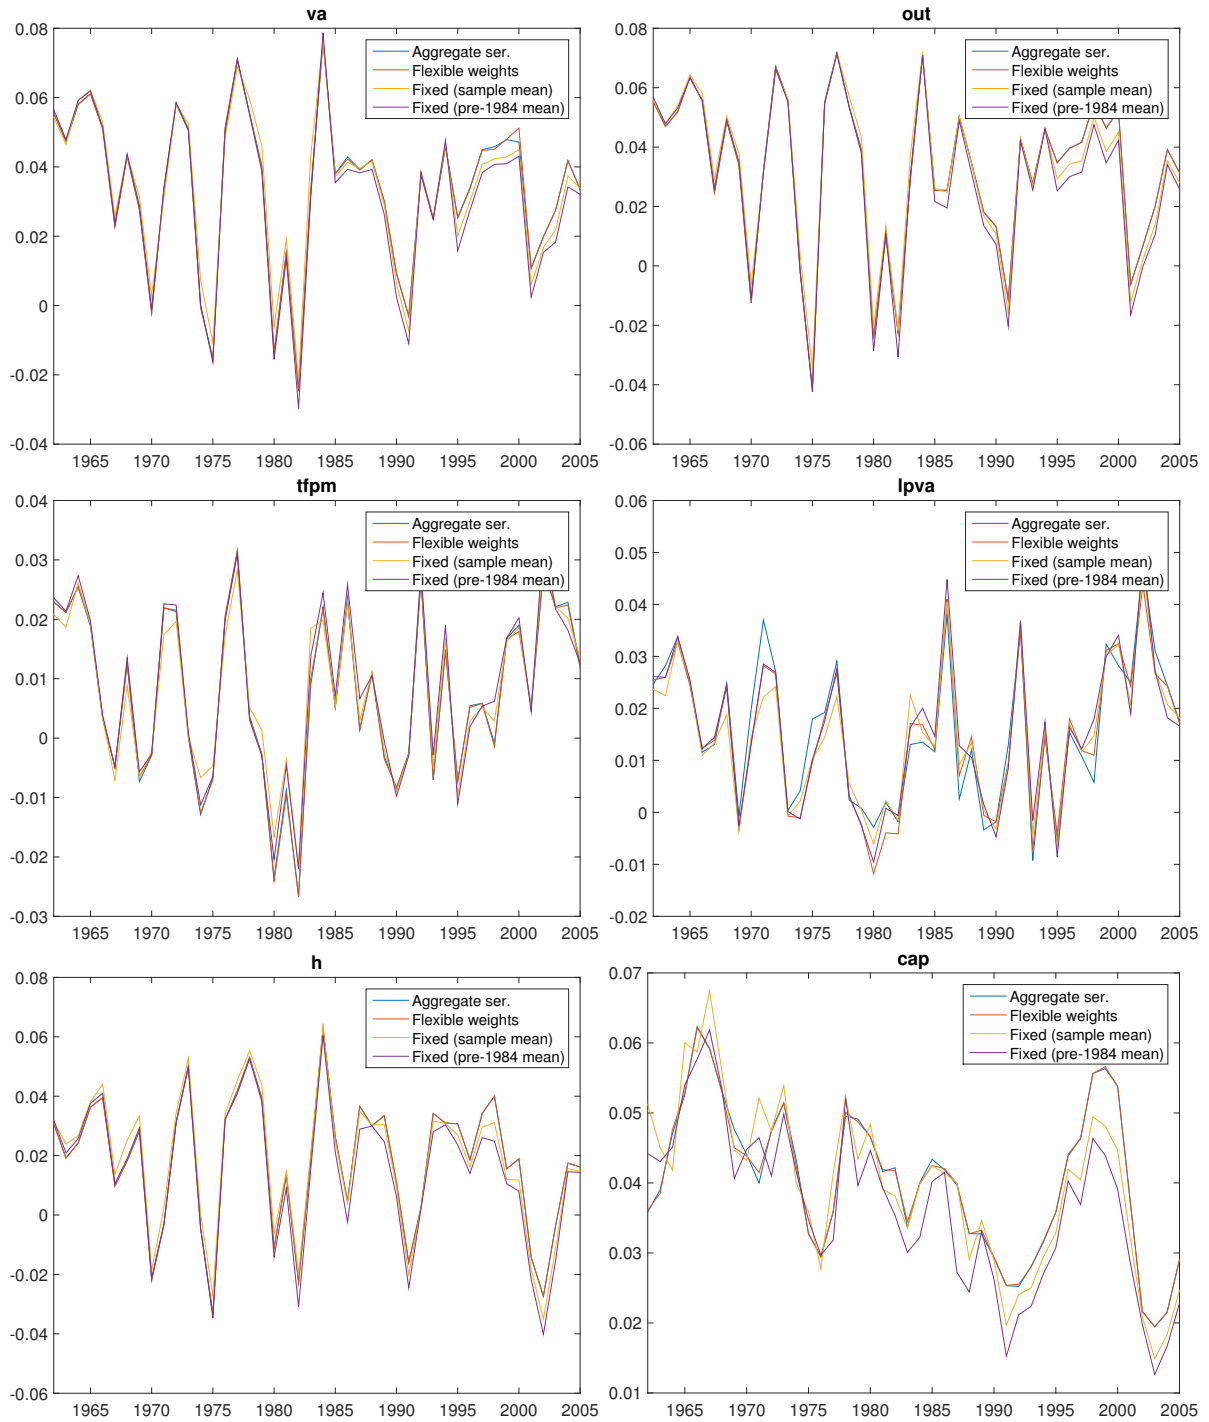 va
0.08
0.06
0.04
0.02
0
-0.02
-0.04
1965 1970 1975 1980 1985 1990 1995 2000 2005
Aggregate ser.
Flexible weights
Fixed (sample mean)
Fixed (pre-1984 mean)
out
0.08
0.06
0.04
0.02
0
-0.02
-0.04
-0.06
1965 1970 1975 1980 1985 1990 1995 2000 2005
Aggregate ser.
Flexible weights
Fixed (sample mean)
Fixed (pre-1984 mean)
tfpm
0.04
0.03
0.02
0.01
0
-0.01
-0.02
-0.03
1965 1970 1975 1980 1985 1990 1995 2000 2005
Aggregate ser.
Flexible weights
Fixed (sample mean)
Fixed (pre-1984 mean)
lpva
0.06
0.05
0.04
0.03
0.02
0.01
0
-0.01
-0.02
1965 1970 1975 1980 1985 1990 1995 2000 2005
Aggregate ser.
Flexible weights
Fixed (sample mean)
Fixed (pre-1984 mean)
h
0.08
0.06
0.04
0.02
0
-0.02
-0.04
-0.06
1965 1970 1975 1980 1985 1990 1995 2000 2005
Aggregate ser.
Flexible weights
Fixed (sample mean)
Fixed (pre-1984 mean)
cap
0.07
0.06
0.05
0.04
0.03
0.02
0.01
1965 1970 1975 1980 1985 1990 1995 2000 2005
Aggregate ser.
Flexible weights
Fixed (sample mean)
Fixed (pre-1984 mean)